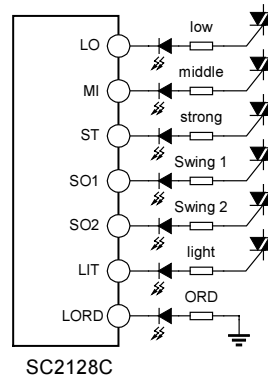 LO low
MI middle
ST strong
SO1 Swing 1
SO2 Swing 2
LIT light
LORD ORD
SC2128C